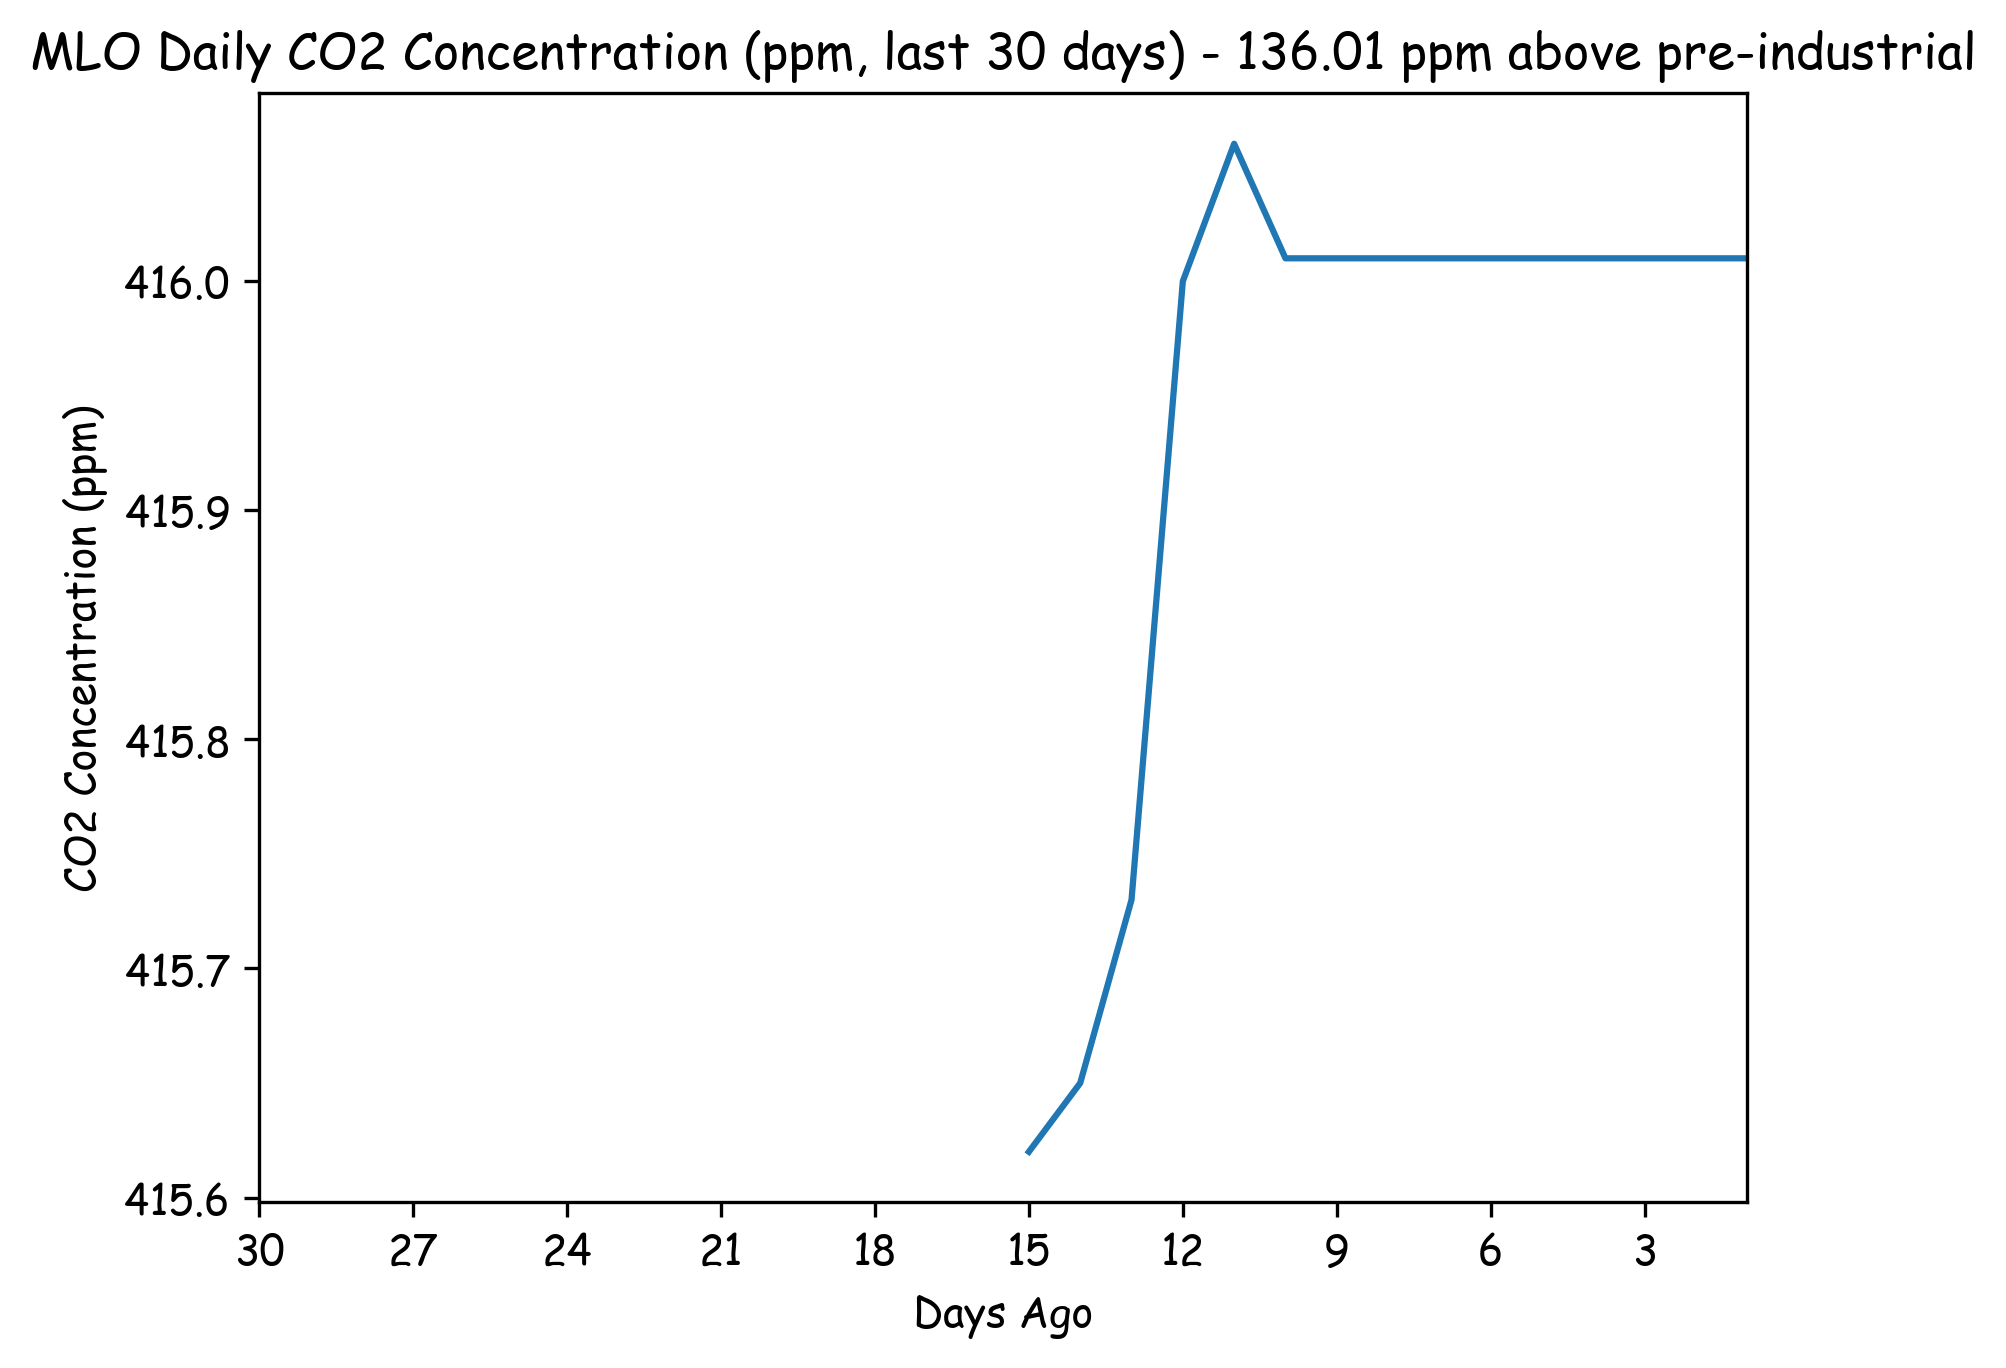 MLO Daily CO2 Concentration (ppm, last 30 days) - 136.01 ppm above pre-industrial
CO2 Concentration (ppm)
416.0
415.9
415.8
415.7
415.6
30 27 24 21 18 15 12 9 6 3
Days Ago